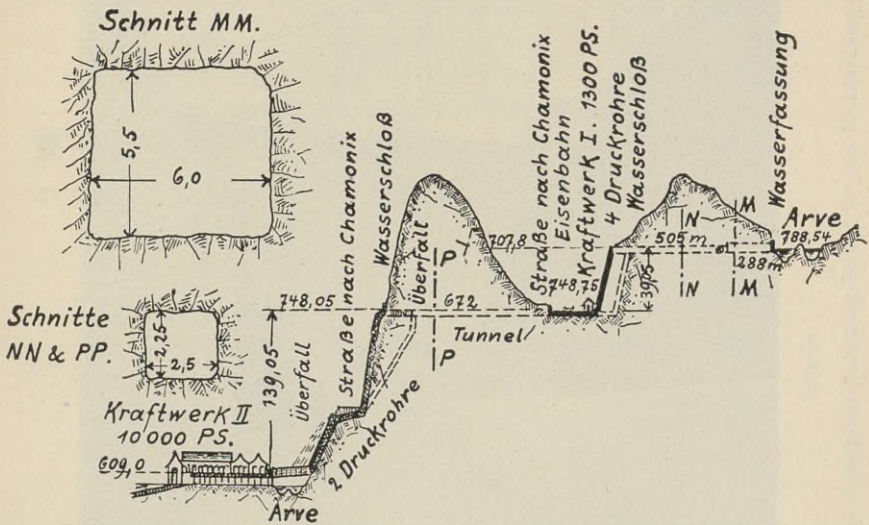 Schnitt MM.
5,5
6,0
Schnitte
NN & PP.
2,25
2,5
Kraftwerk II
10'000 PS.
609,0
Arve
748,05
139,05
Überfall
Straße nach Chamonix
Wasserschloß
2 Druckrohre
Überfall
P
672
P
Tunnel
707,8
Straße nach Chamonix
Eisenbahn
748,75
Kraftwerk I. 1300 PS.
4 Druckrohre
Wasserschloß
39,05
N
M
505 m
288 m
N
M
Wasserfassung
Arve
788,54